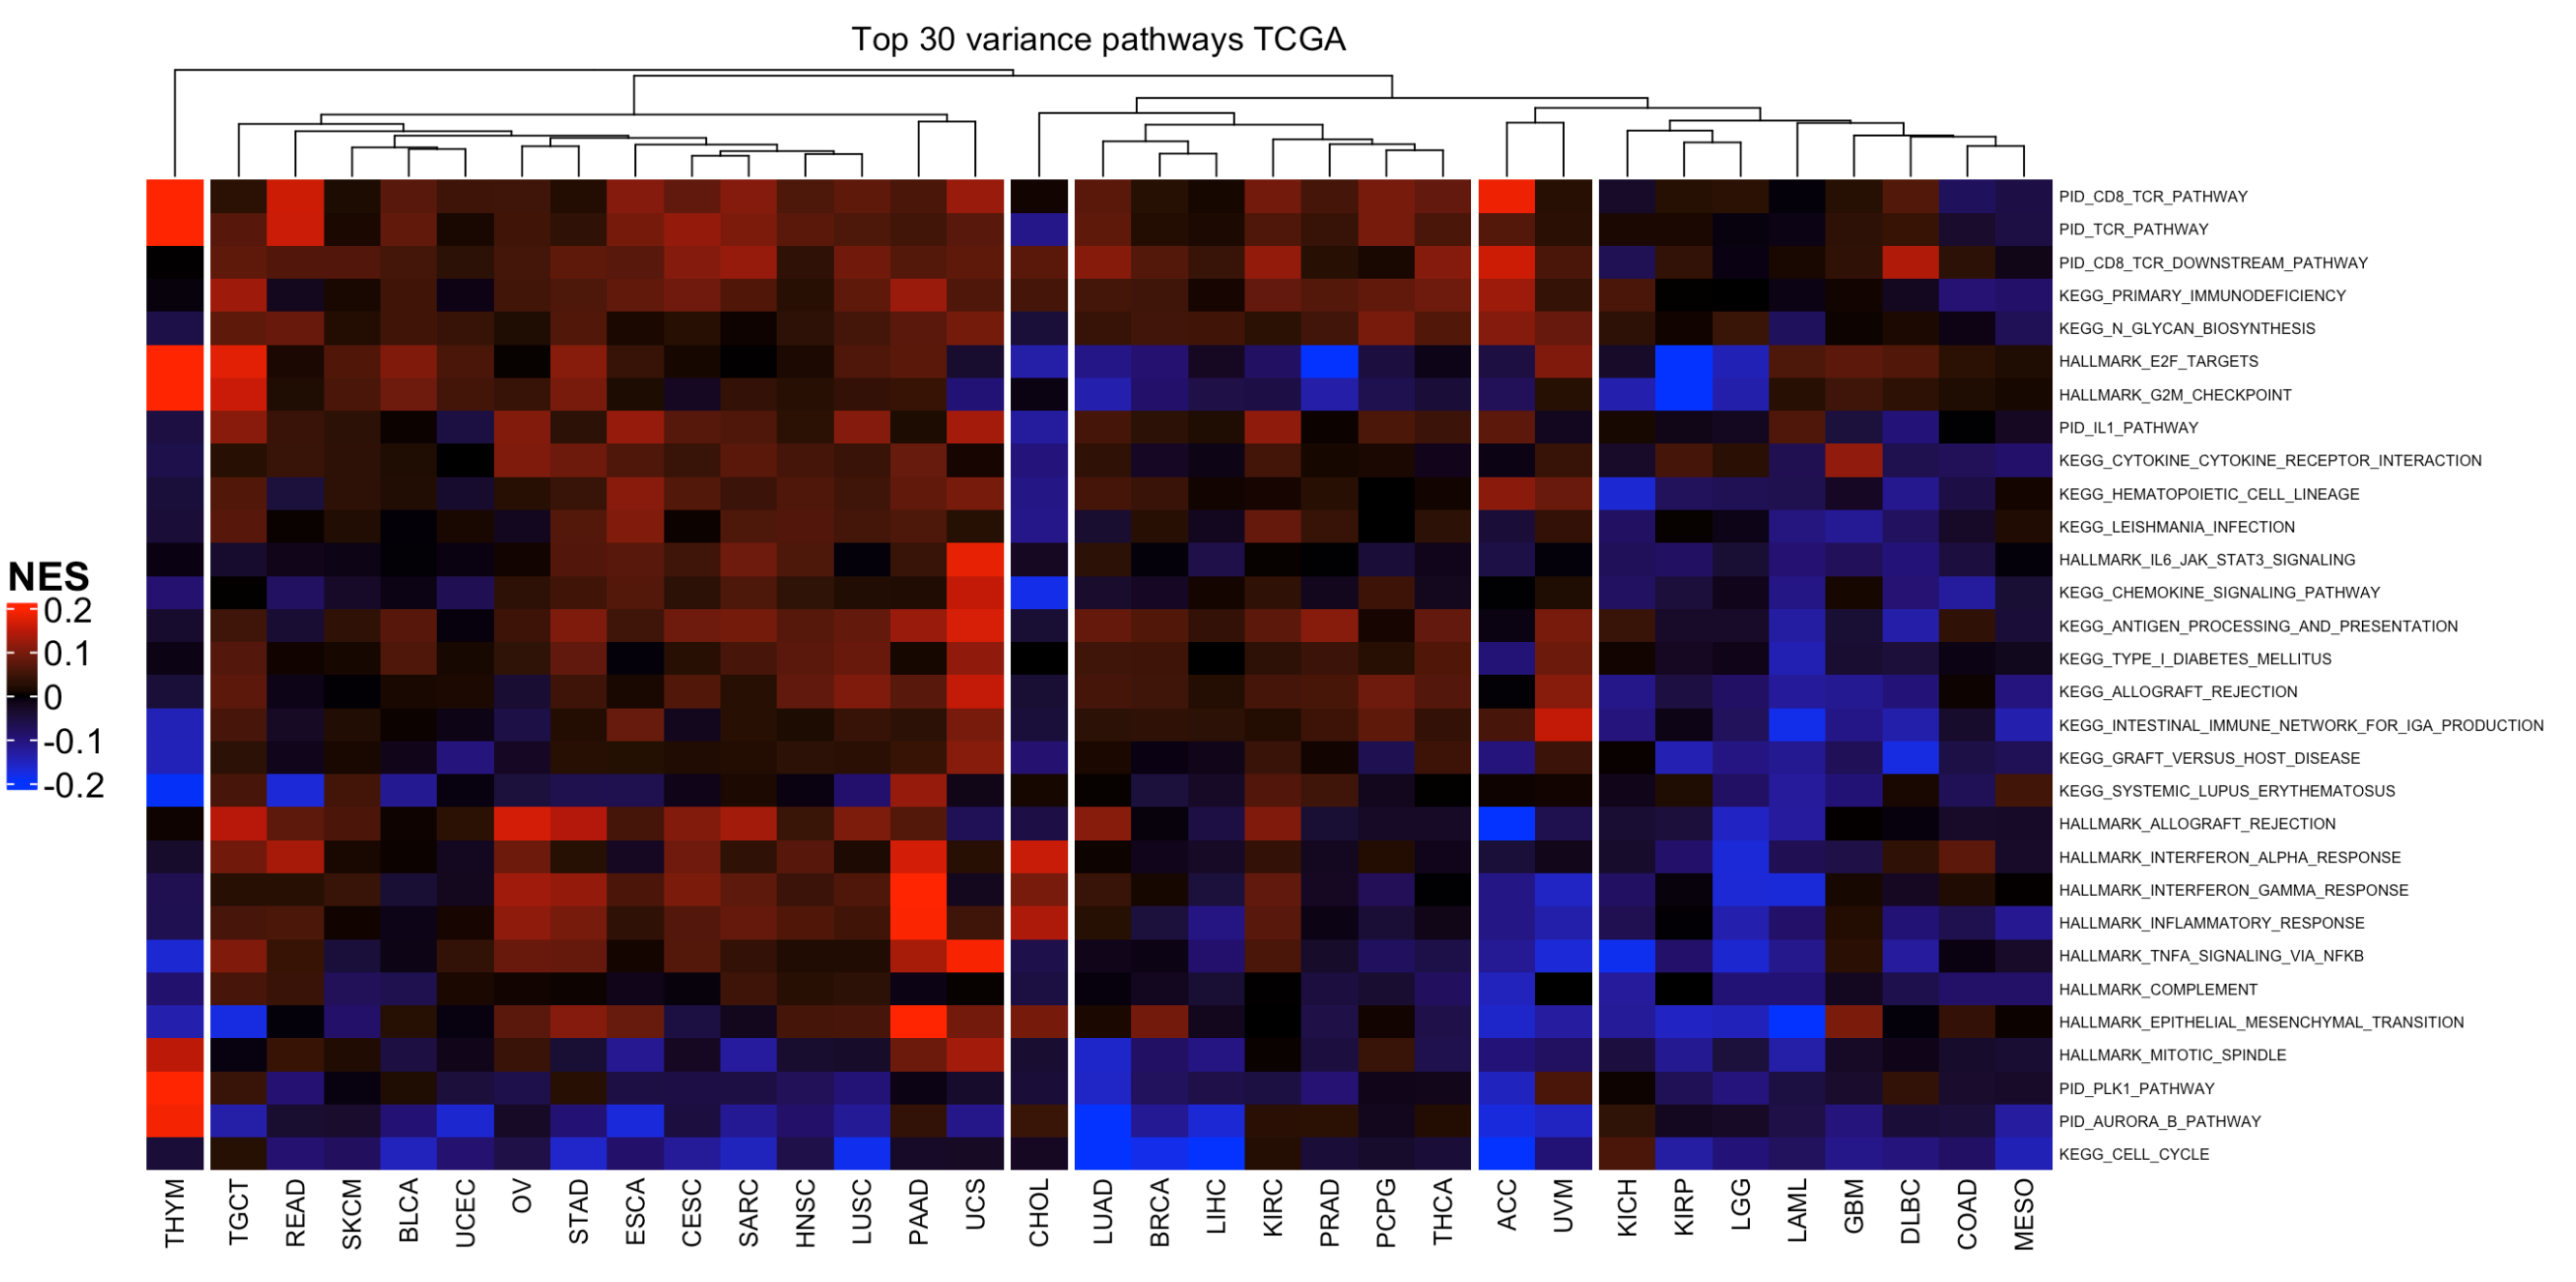 Top 30 variance pathways TCGA
PID_CD8_TCR_PATHWAY
PID_TCR_PATHWAY
PID_CD8_TCR_DOWNSTREAM_PATHWAY
KEGG_PRIMARY_IMMUNODEFICIENCY
KEGG_N_GLYCAN_BIOSYNTHESIS
HALLMARK_E2F_TARGETS
HALLMARK_G2M_CHECKPOINT
PID_IL1_PATHWAY
KEGG_CYTOKINE_CYTOKINE_RECEPTOR_INTERACTION
KEGG_HEMATOPOIETIC_CELL_LINEAGE
KEGG_LEISHMANIA_INFECTION
HALLMARK_IL6_JAK_STAT3_SIGNALING
KEGG_CHEMOKINE_SIGNALING_PATHWAY
KEGG_ANTIGEN_PROCESSING_AND_PRESENTATION
KEGG_TYPE_I_DIABETES_MELLITUS
KEGG_ALLOGRAFT_REJECTION
KEGG_INTESTINAL_IMMUNE_NETWORK_FOR_IGA_PRODUCTION
KEGG_GRAFT_VERSUS_HOST_DISEASE
KEGG_SYSTEMIC_LUPUS_ERYTHEMATOSUS
HALLMARK_ALLOGRAFT_REJECTION
HALLMARK_INTERFERON_ALPHA_RESPONSE
HALLMARK_INTERFERON_GAMMA_RESPONSE
HALLMARK_INFLAMMATORY_RESPONSE
HALLMARK_TNFA_SIGNALING_VIA_NFKB
HALLMARK_COMPLEMENT
HALLMARK_EPITHELIAL_MESENCHYMAL_TRANSITION
HALLMARK_MITOTIC_SPINDLE
PID_PLK1_PATHWAY
PID_AURORA_B_PATHWAY
KEGG_CELL_CYCLE
NES
0.2
0.1
0
-0.1
-0.2
THYM
TGCT
READ
SKCM
BLCA
UCEC
OV
STAD
ESCA
CESC
SARC
HNSC
LUSC
PAAD
UCS
CHOL
LUAD
BRCA
LIHC
KIRC
PRAD
PCPG
THCA
ACC
UVM
KICH
KIRP
LGG
LAML
GBM
DLBC
COAD
MESO